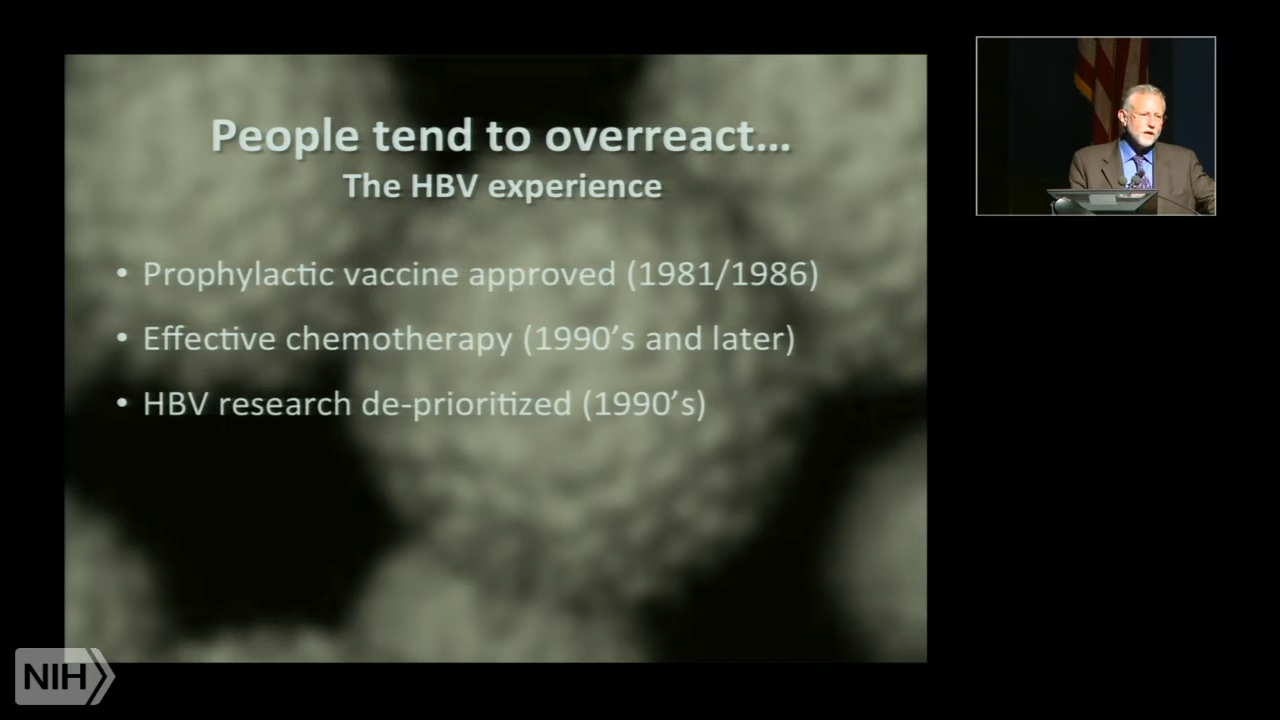 People tend to overreact...
The HBV experience
• Prophylactic vaccine approved (1981/1986)
• Effective chemotherapy (1990's and later)
• HBV research de-prioritized (1990's)
NIH